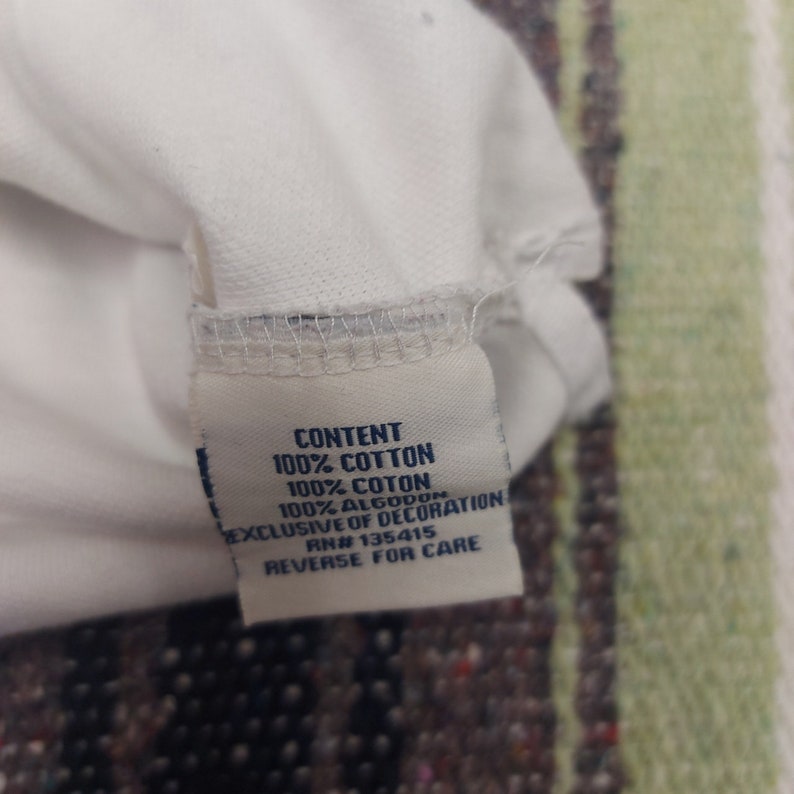 CONTENT
100% COTTON
100% COTON
100% ALGODON
EXCLUSIVE OF DECORATION
RN# 135415
REVERSE FOR CARE